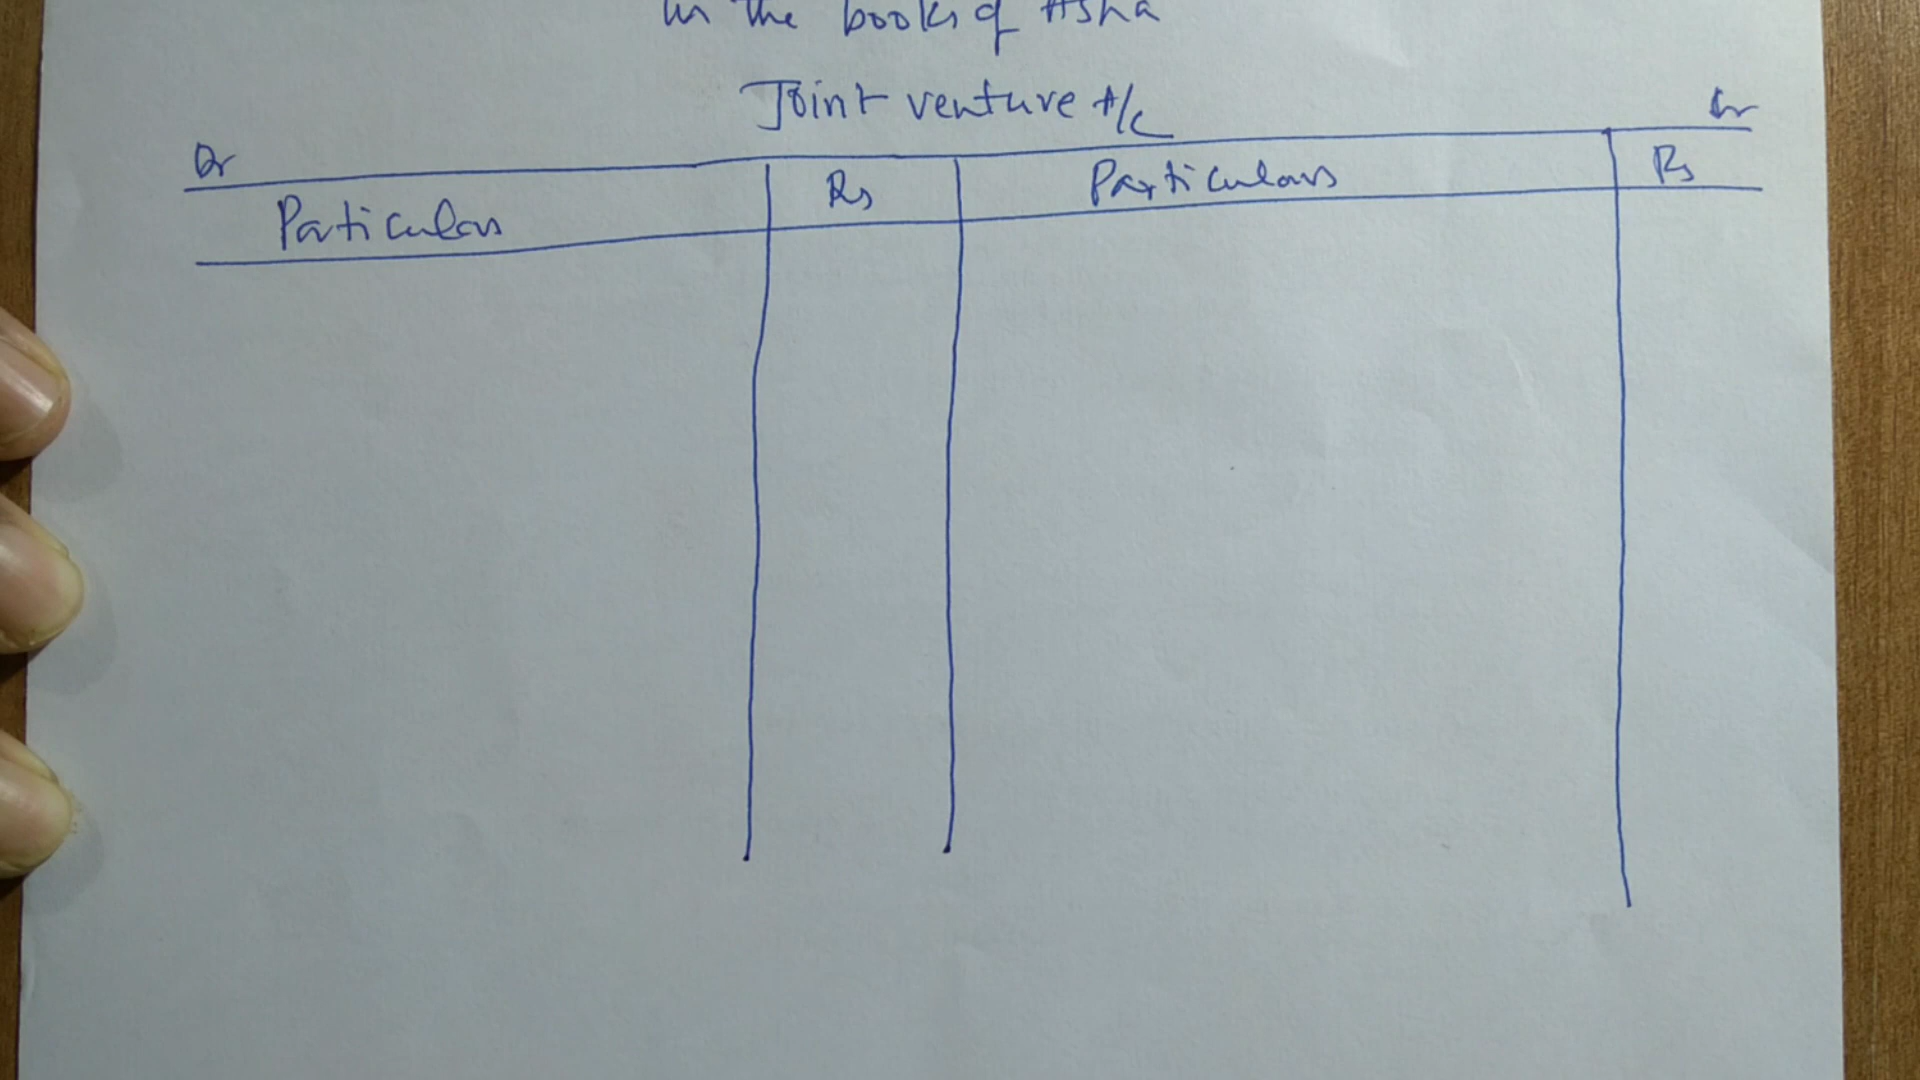 In the books of Asha
Joint venture A/c
Dr Cr
Particulars Rs Particulars Rs